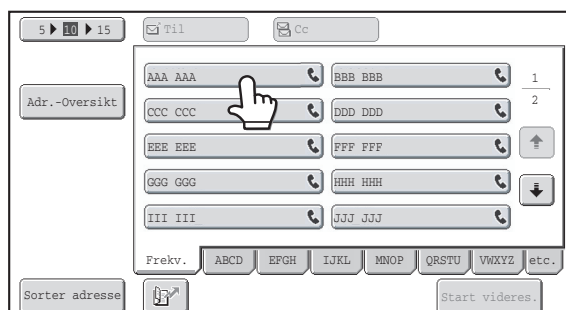 5 10 15
Til
Cc
Adr.-Oversikt
AAA AAA
BBB BBB
CCC CCC
DDD DDD
EEE EEE
FFF FFF
GGG GGG
HHH HHH
III III
JJJ JJJ
1
2
Frekv.
ABCD
EFGH
IJKL
MNOP
QRSTU
VWXYZ
etc.
Sorter adresse
Start videres.